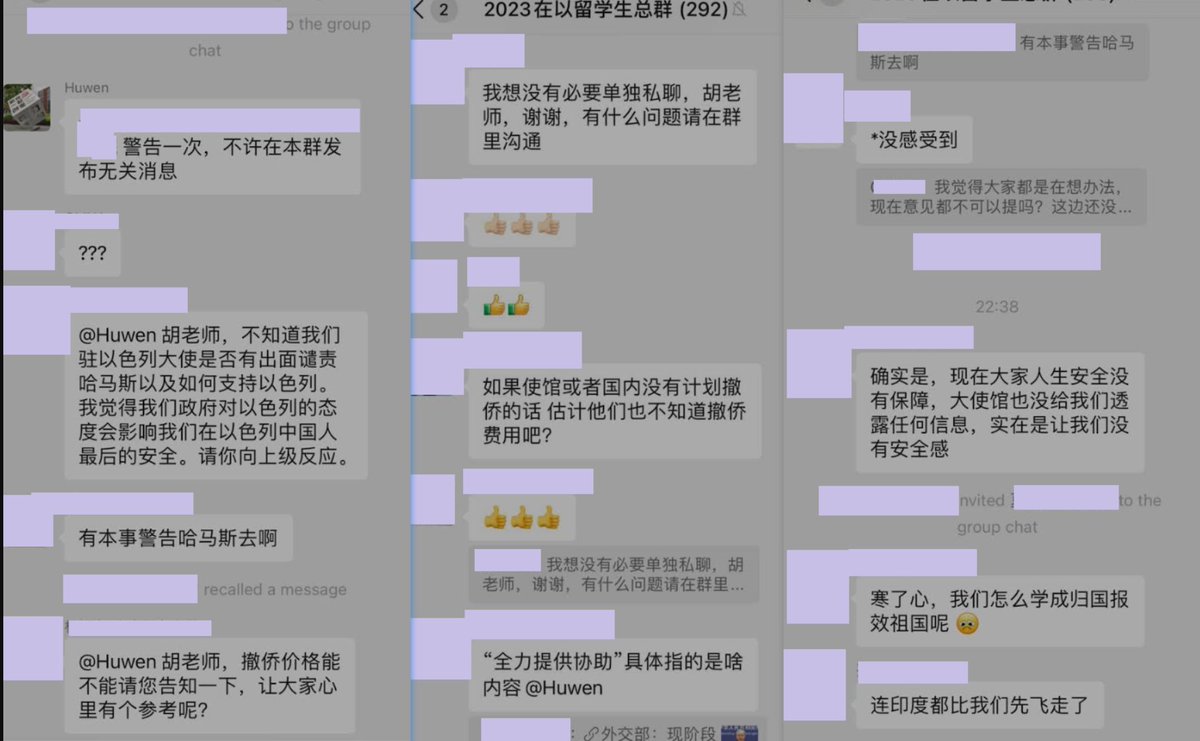 to the group
chat
Huwen
警告一次，不许在本群发
布无关消息
???
@Huwen 胡老师，不知道我们
驻以色列大使是否有出面谴责
哈马斯以及如何支持以色列。
我觉得我们政府对以色列的态
度会影响我们在以色列中国人
最后的安全。请你向上级反应。
有本事警告哈马斯去啊
recalled a message
@Huwen 胡老师，撤侨价格能
不能请您告知一下，让大家心
里有个参考呢?
2
2023在以留学生总群 (292)
我想没有必要单独私聊，胡老
师，谢谢，有什么问题请在群
里沟通
👍🏻👍🏻👍🏻
👍👍
如果使馆或者国内没有计划撤
侨的话 估计他们也不知道撤侨
费用吧?
👍👍👍
我想没有必要单独私聊，胡
老师，谢谢，有什么问题请在群里...
“全力提供协助”具体指的是啥
内容 @Huwen
: 外交部：现阶段
有本事警告哈马
斯去啊
*没感受到
我觉得大家都是在想办法，
现在意见都不可以提吗？这边还没...
22:38
确实是，现在大家人生安全没
有保障，大使馆也没给我们透
露任何信息，实在是让我们没
有安全感
nvited
to the
group chat
寒了心，我们怎么学成归国报
效祖国呢 🥹
连印度都比我们先飞走了